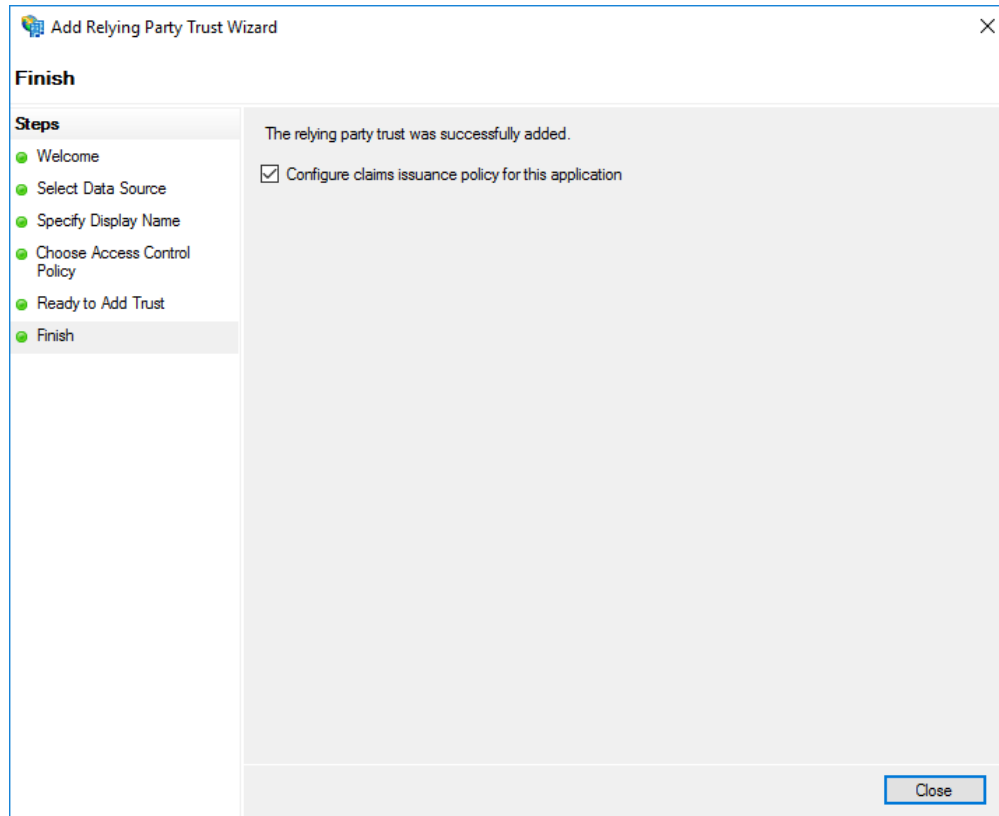 Add Relying Party Trust Wizard
Finish
Steps
Welcome
Select Data Source
Specify Display Name
Choose Access Control
Policy
Ready to Add Trust
Finish
The relying party trust was successfully added.
Configure claims issuance policy for this application
Close